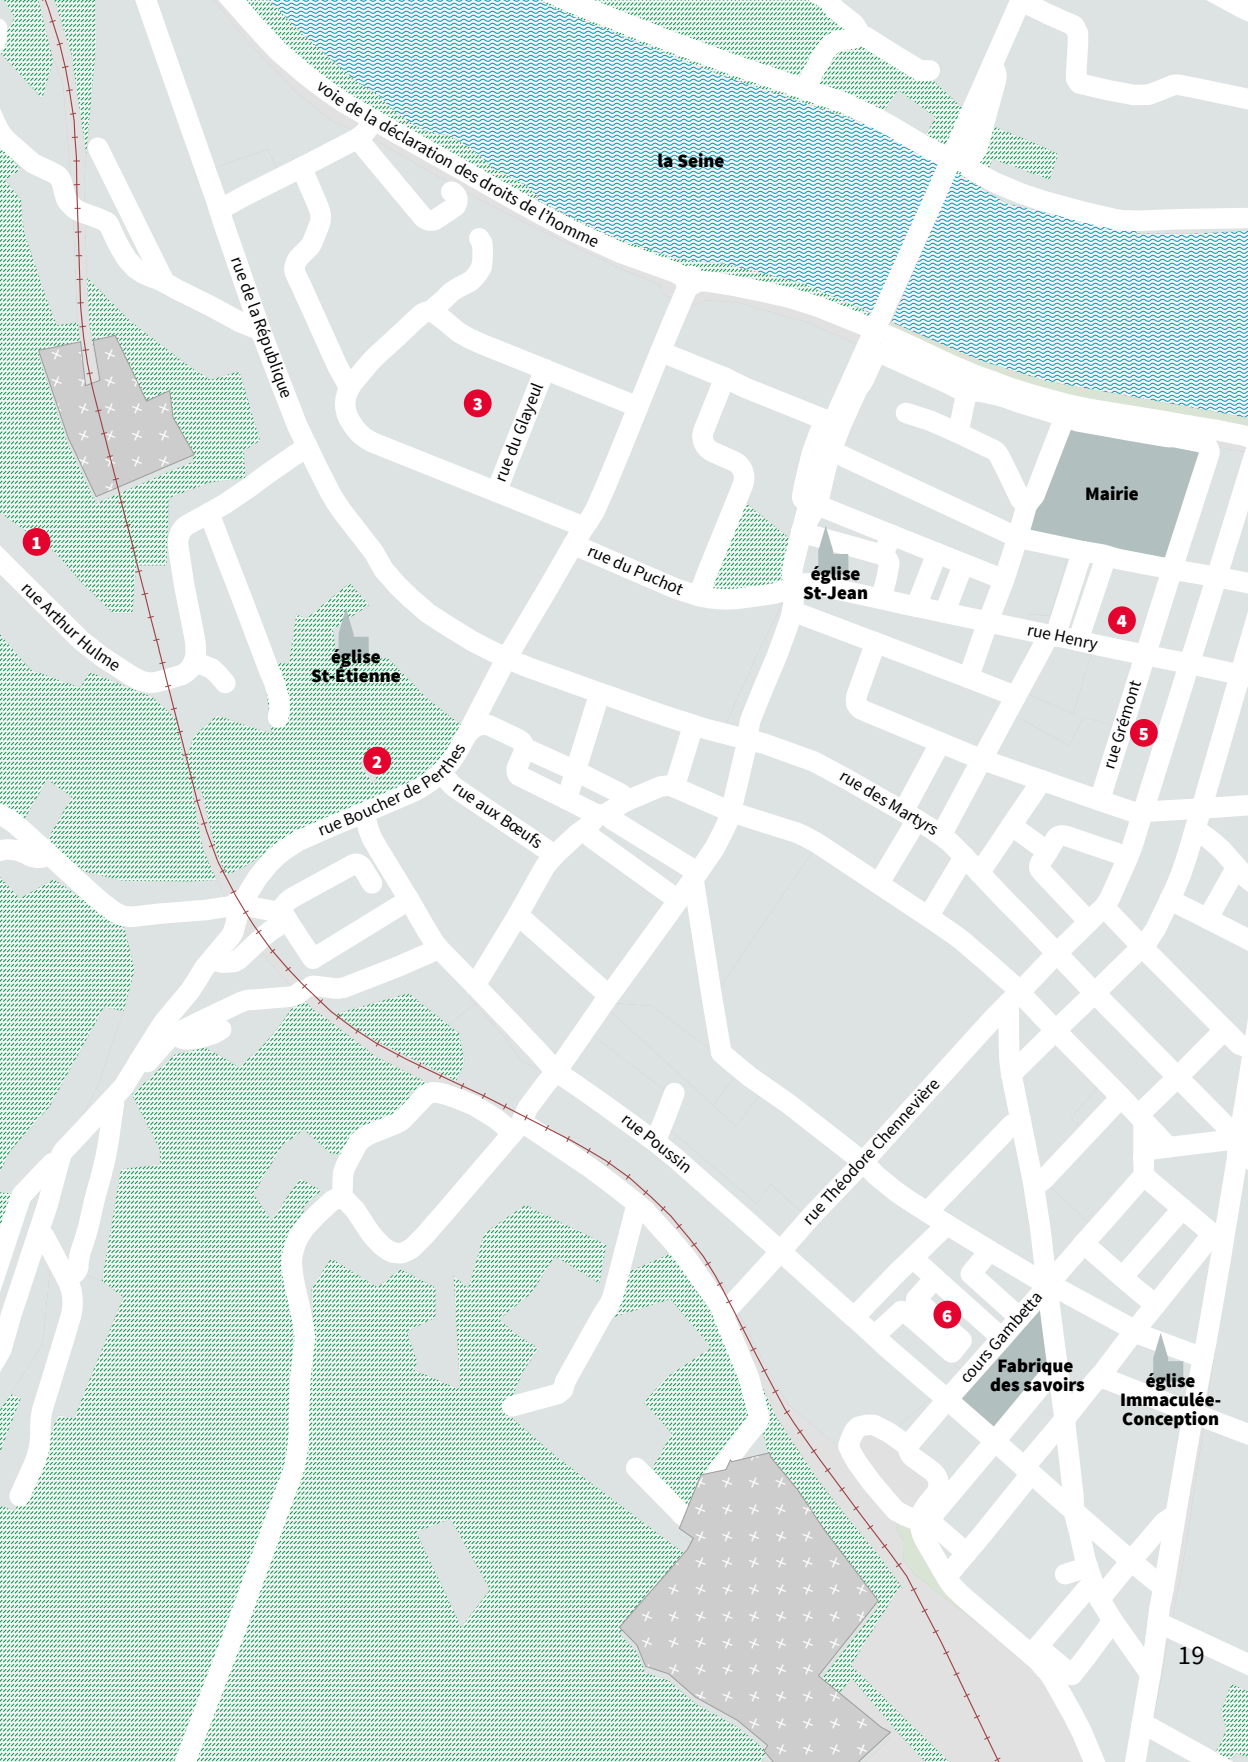 voie de la déclaration des droits de l'homme
la Seine
rue de la République
3
rue du Glayeul
Mairie
1
rue du Puchot
église
St-Jean
rue Arthur Hulme
4
rue Henry
église
St-Étienne
rue Grémont
5
2
rue Boucher de Perthes
rue aux Bœufs
rue des Martyrs
rue Théodore Chennevière
rue Poussin
6
cours Gambetta
Fabrique
des savoirs
église
Immaculée-
Conception
19